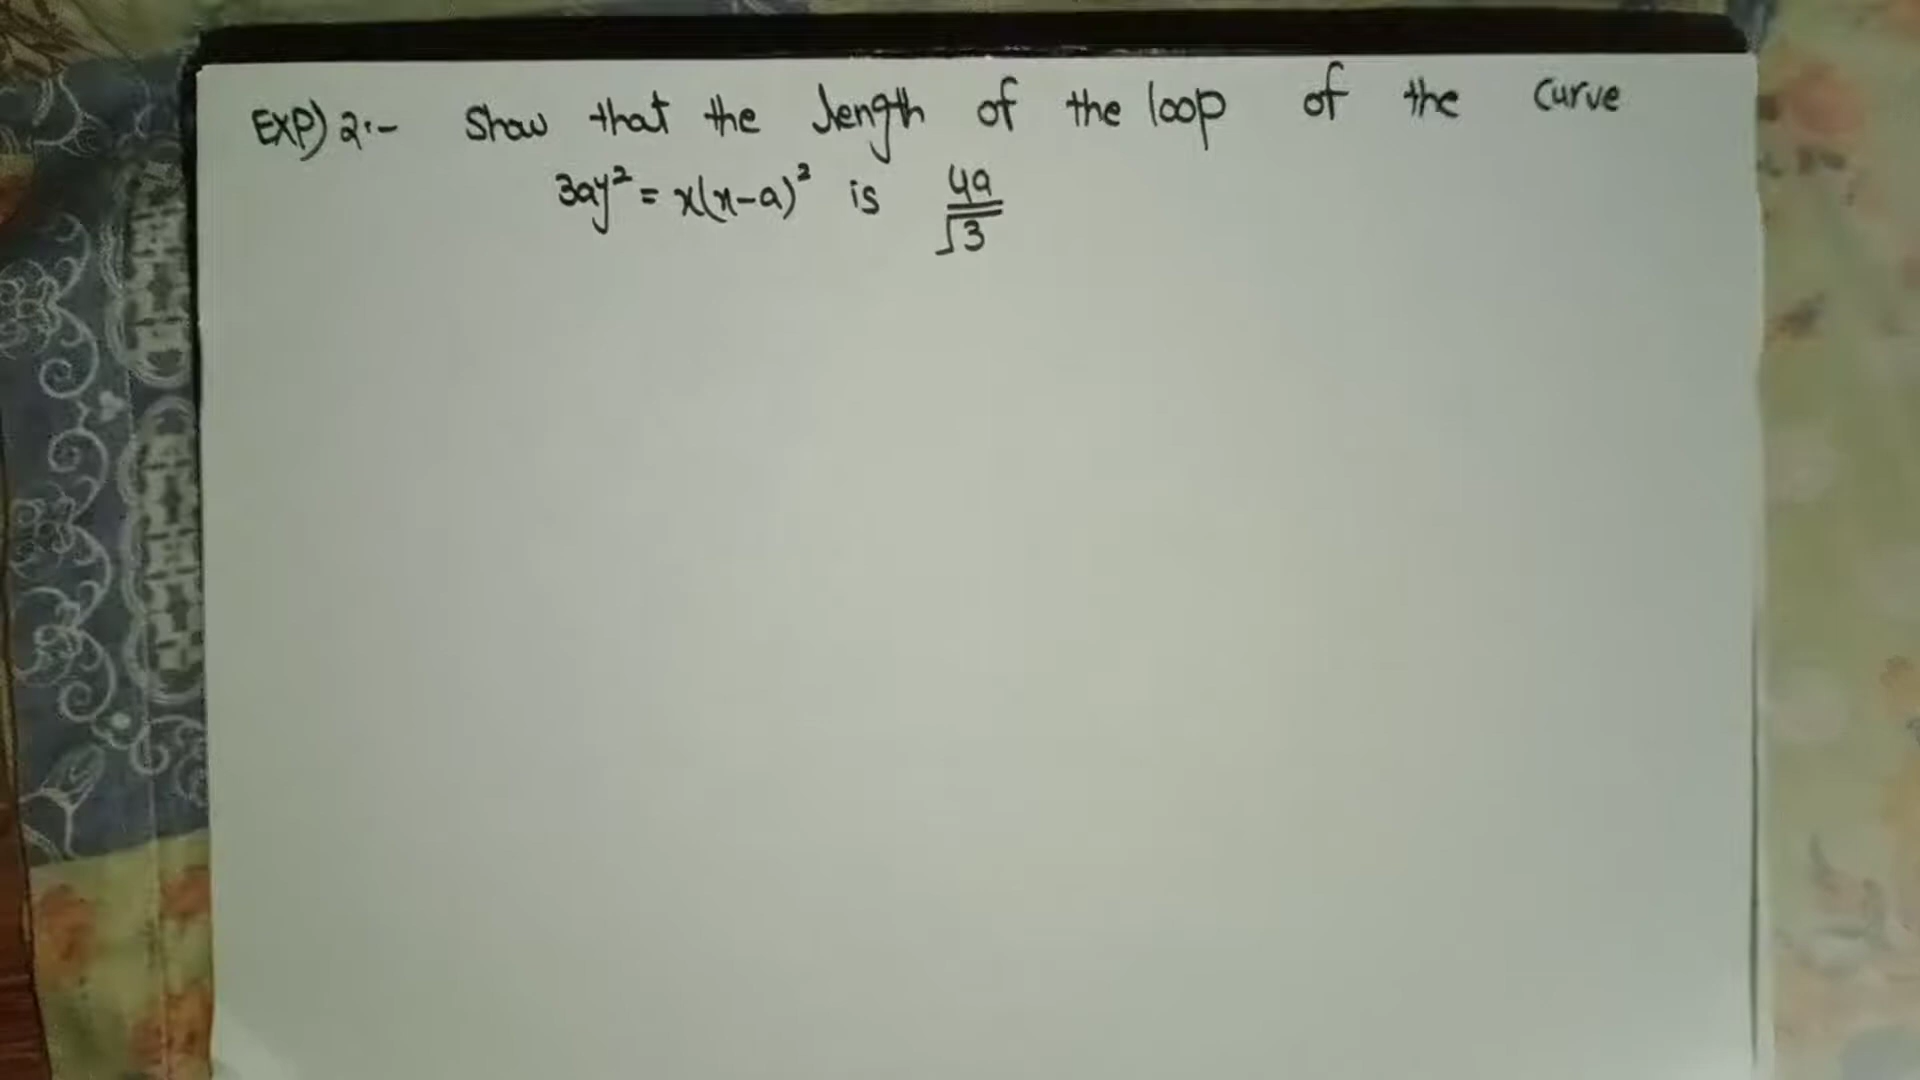 EXP) 2:- Show that the length of the loop of the curve
3ay² = x(x-a)² is 4a/√3